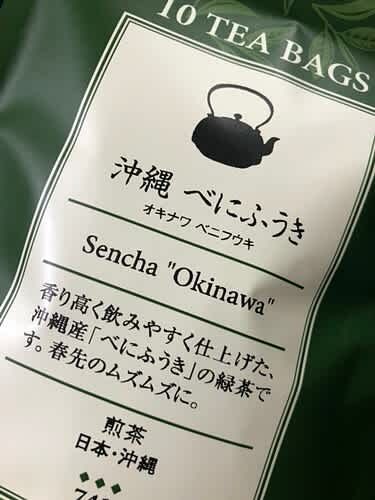 10 TEA BAGS
沖縄 べにふうき
オキナワ ベニフウキ
Sencha "Okinawa"
香り高く飲みやすく仕上げた、
沖縄産「べにふうき」の緑茶で
す。春先のムズムズに。
煎茶
日本・沖縄